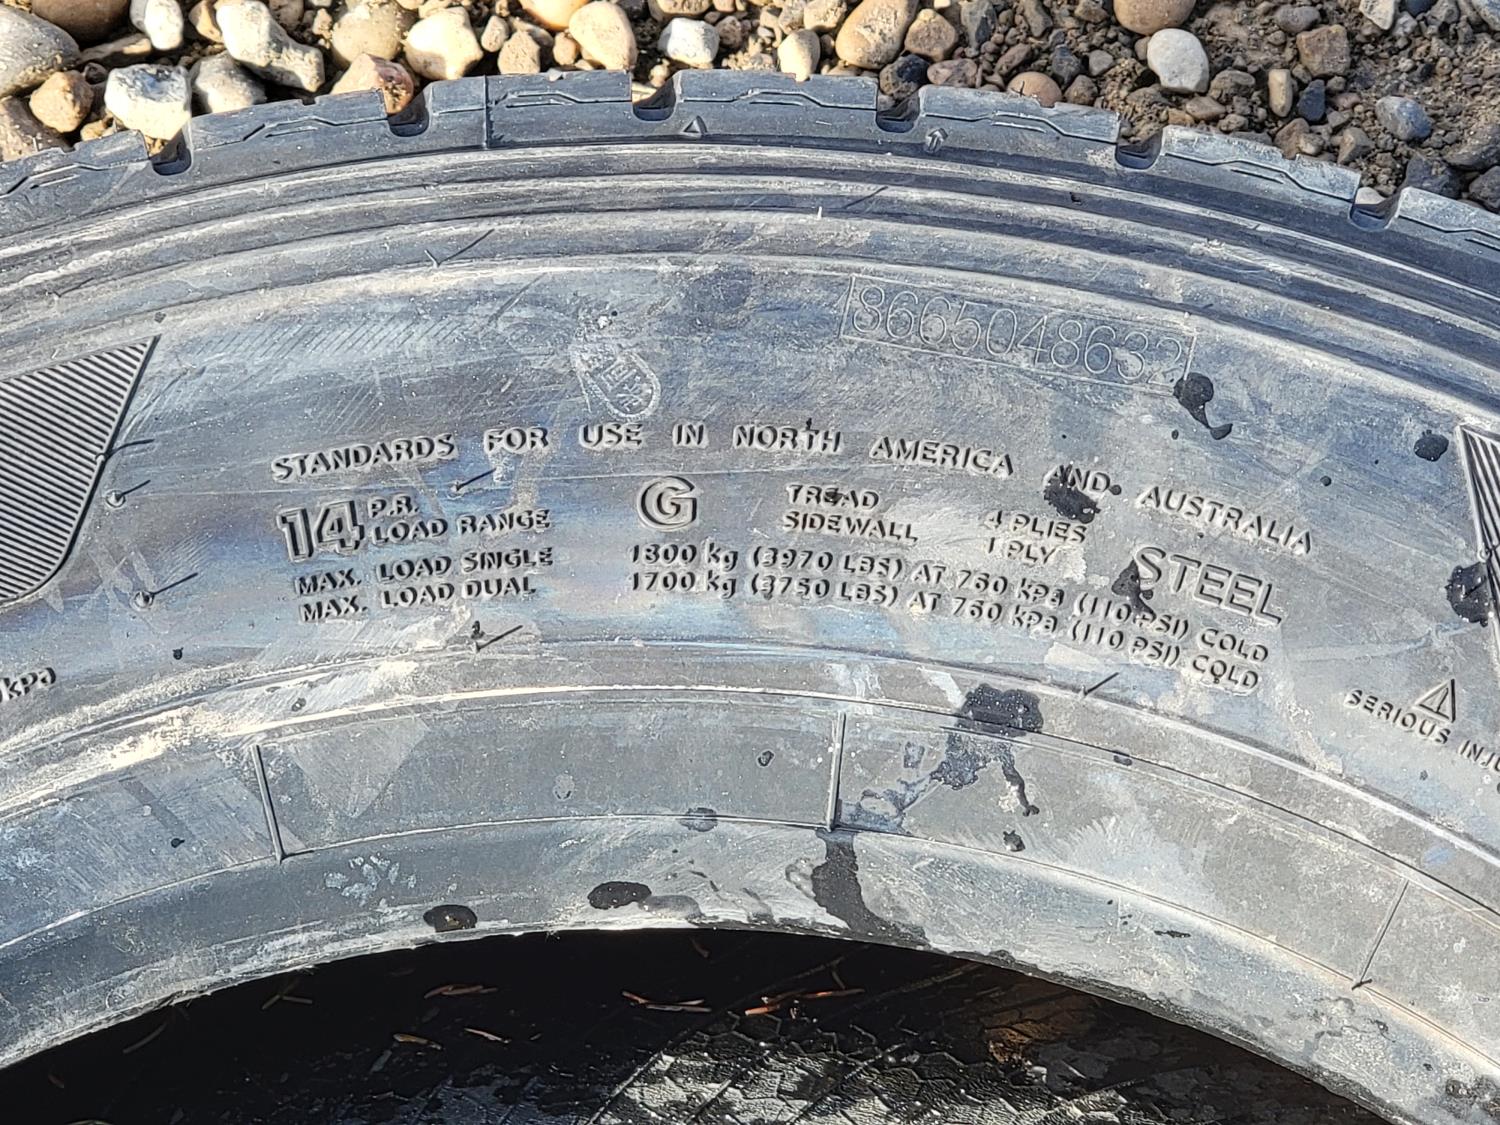 8665048632
STANDARDS FOR USE IN NORTH AMERICA AND AUSTRALIA
14 P.R. LOAD RANGE G
TREAD 4 PLIES STEEL
SIDEWALL 1 PLY
MAX. LOAD SINGLE 1800 kg (3970 LBS) AT 760 kPa (110 PSI) COLD
MAX. LOAD DUAL 1700 kg (3750 LBS) AT 760 kPa (110 PSI) COLD
kPa
SERIOUS INJU